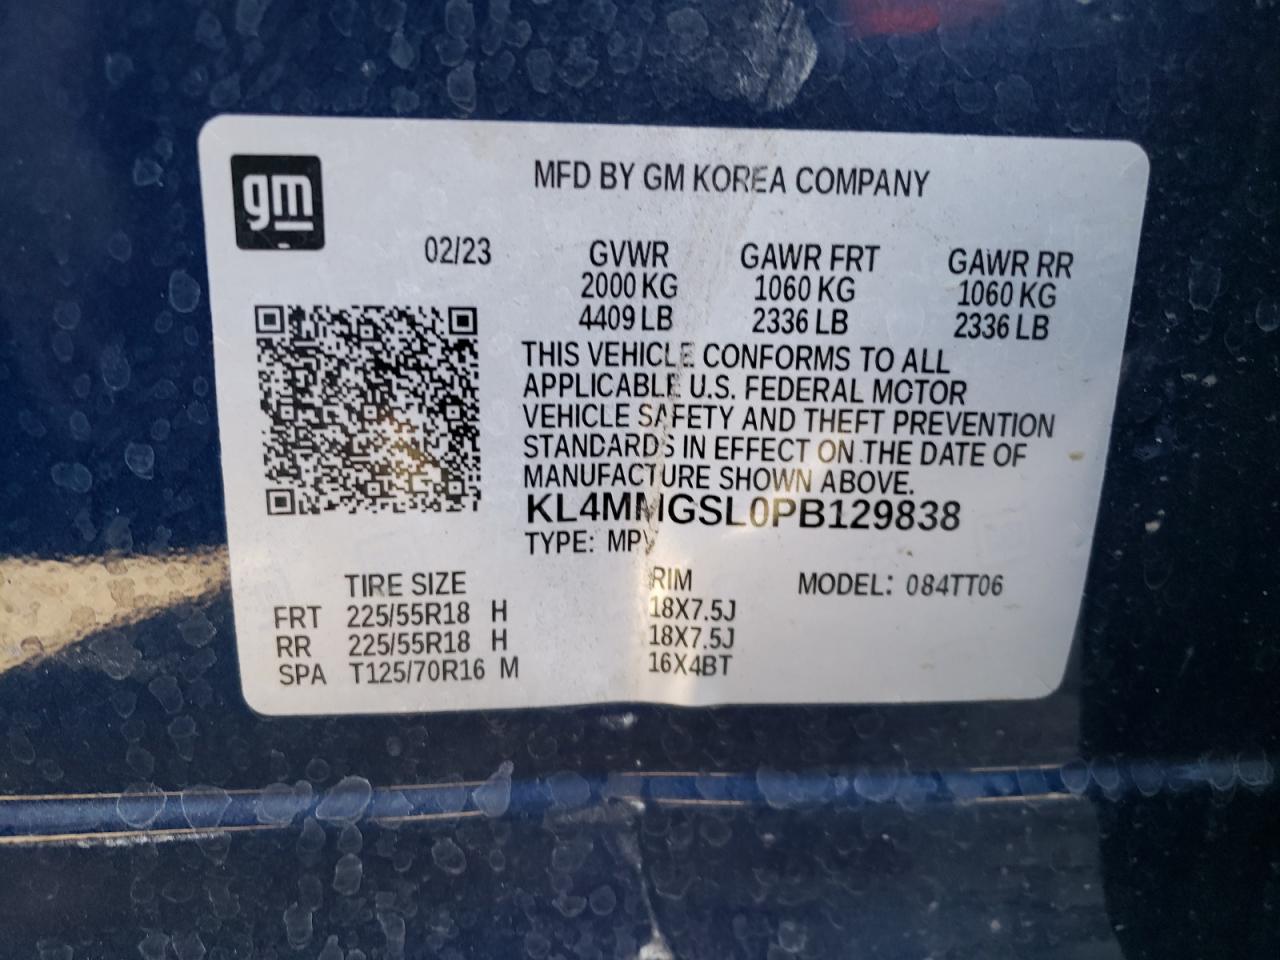 gm
MFD BY GM KOREA COMPANY
02/23 GVWR GAWR FRT GAWR RR
2000 KG 1060 KG 1060 KG
4409 LB 2336 LB 2336 LB
THIS VEHICLE CONFORMS TO ALL
APPLICABLE U.S. FEDERAL MOTOR
VEHICLE SAFETY AND THEFT PREVENTION
STANDARDS IN EFFECT ON THE DATE OF
MANUFACTURE SHOWN ABOVE.
KL4MMGSL0PB129838
TYPE: MPV
TIRE SIZE RIM MODEL: 084TT06
FRT 225/55R18 H 18X7.5J
RR 225/55R18 H 18X7.5J
SPA T125/70R16 M 16X4BT